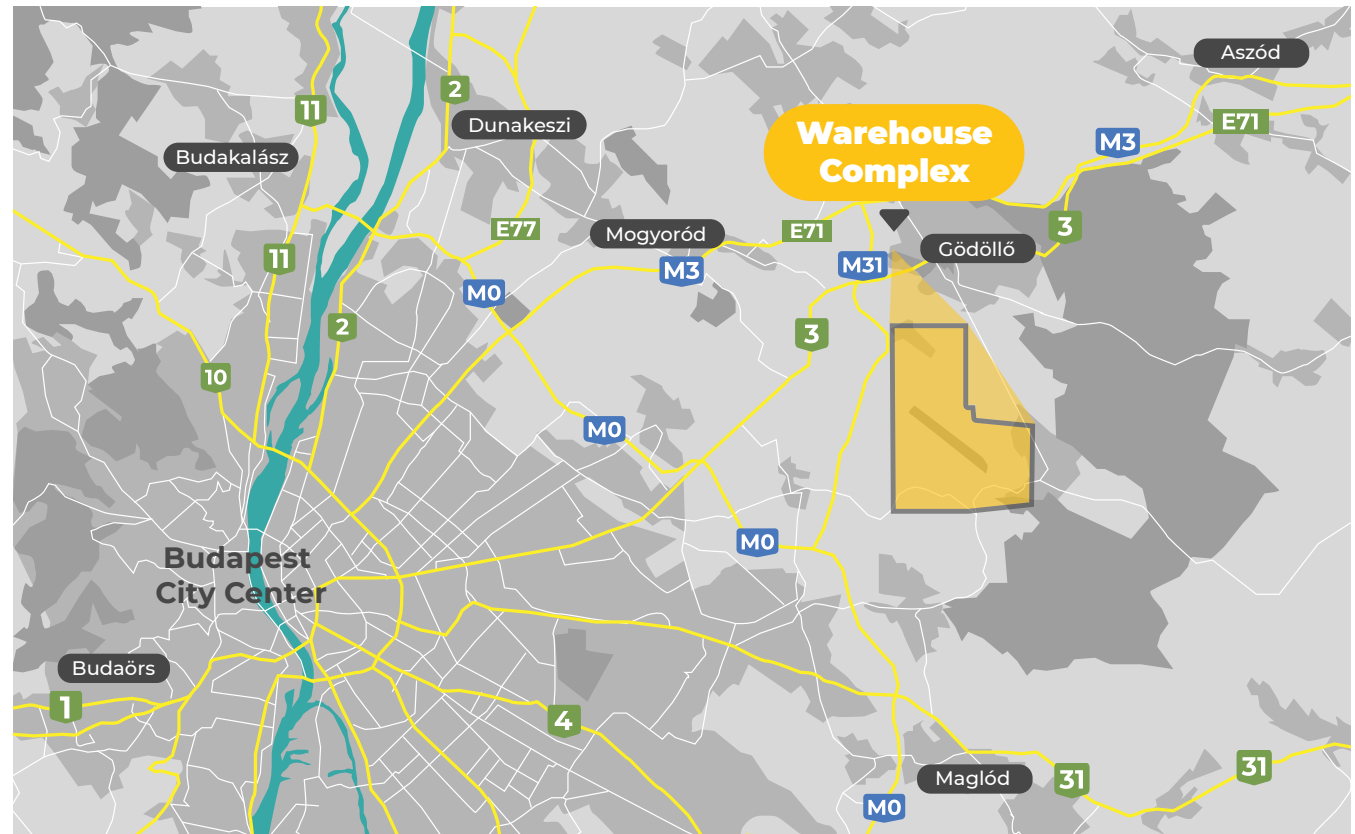 Aszód
2
11
Warehouse
Complex
E71
Dunakeszi
M3
Budakalász
3
E77
Mogyoród
E71
Gödöllő
11
M31
M3
M0
2
3
10
M0
M0
Budapest
City Center
Budaörs
1
4
31
Maglód
31
M0